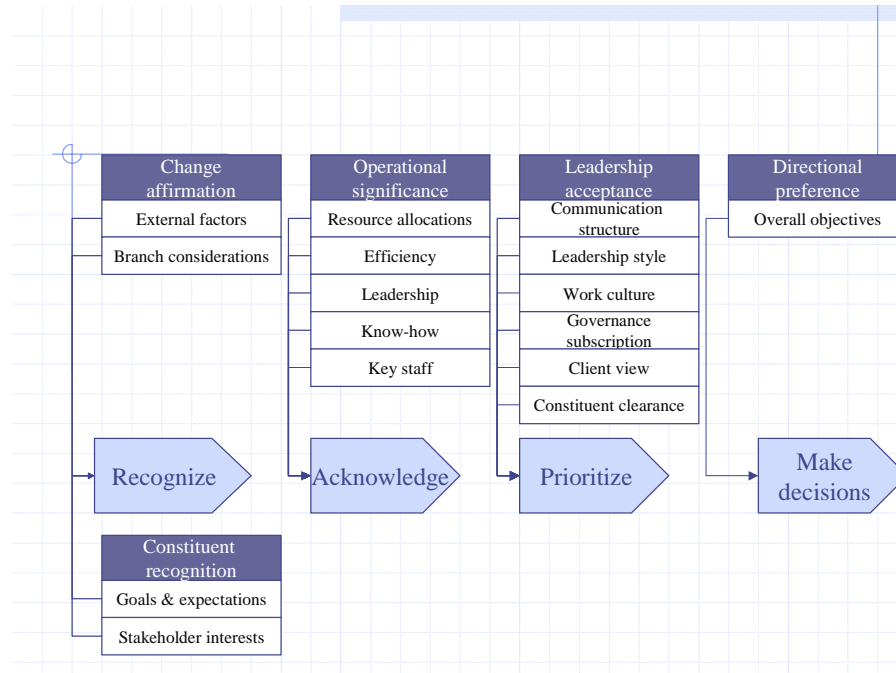 Change
affirmation
External factors
Branch considerations
Operational
significance
Resource allocations
Efficiency
Leadership
Know-how
Key staff
Leadership
acceptance
Communication
structure
Leadership style
Work culture
Governance
subscription
Client view
Constituent clearance
Directional
preference
Overall objectives
Recognize
Acknowledge
Prioritize
Make
decisions
Constituent
recognition
Goals & expectations
Stakeholder interests